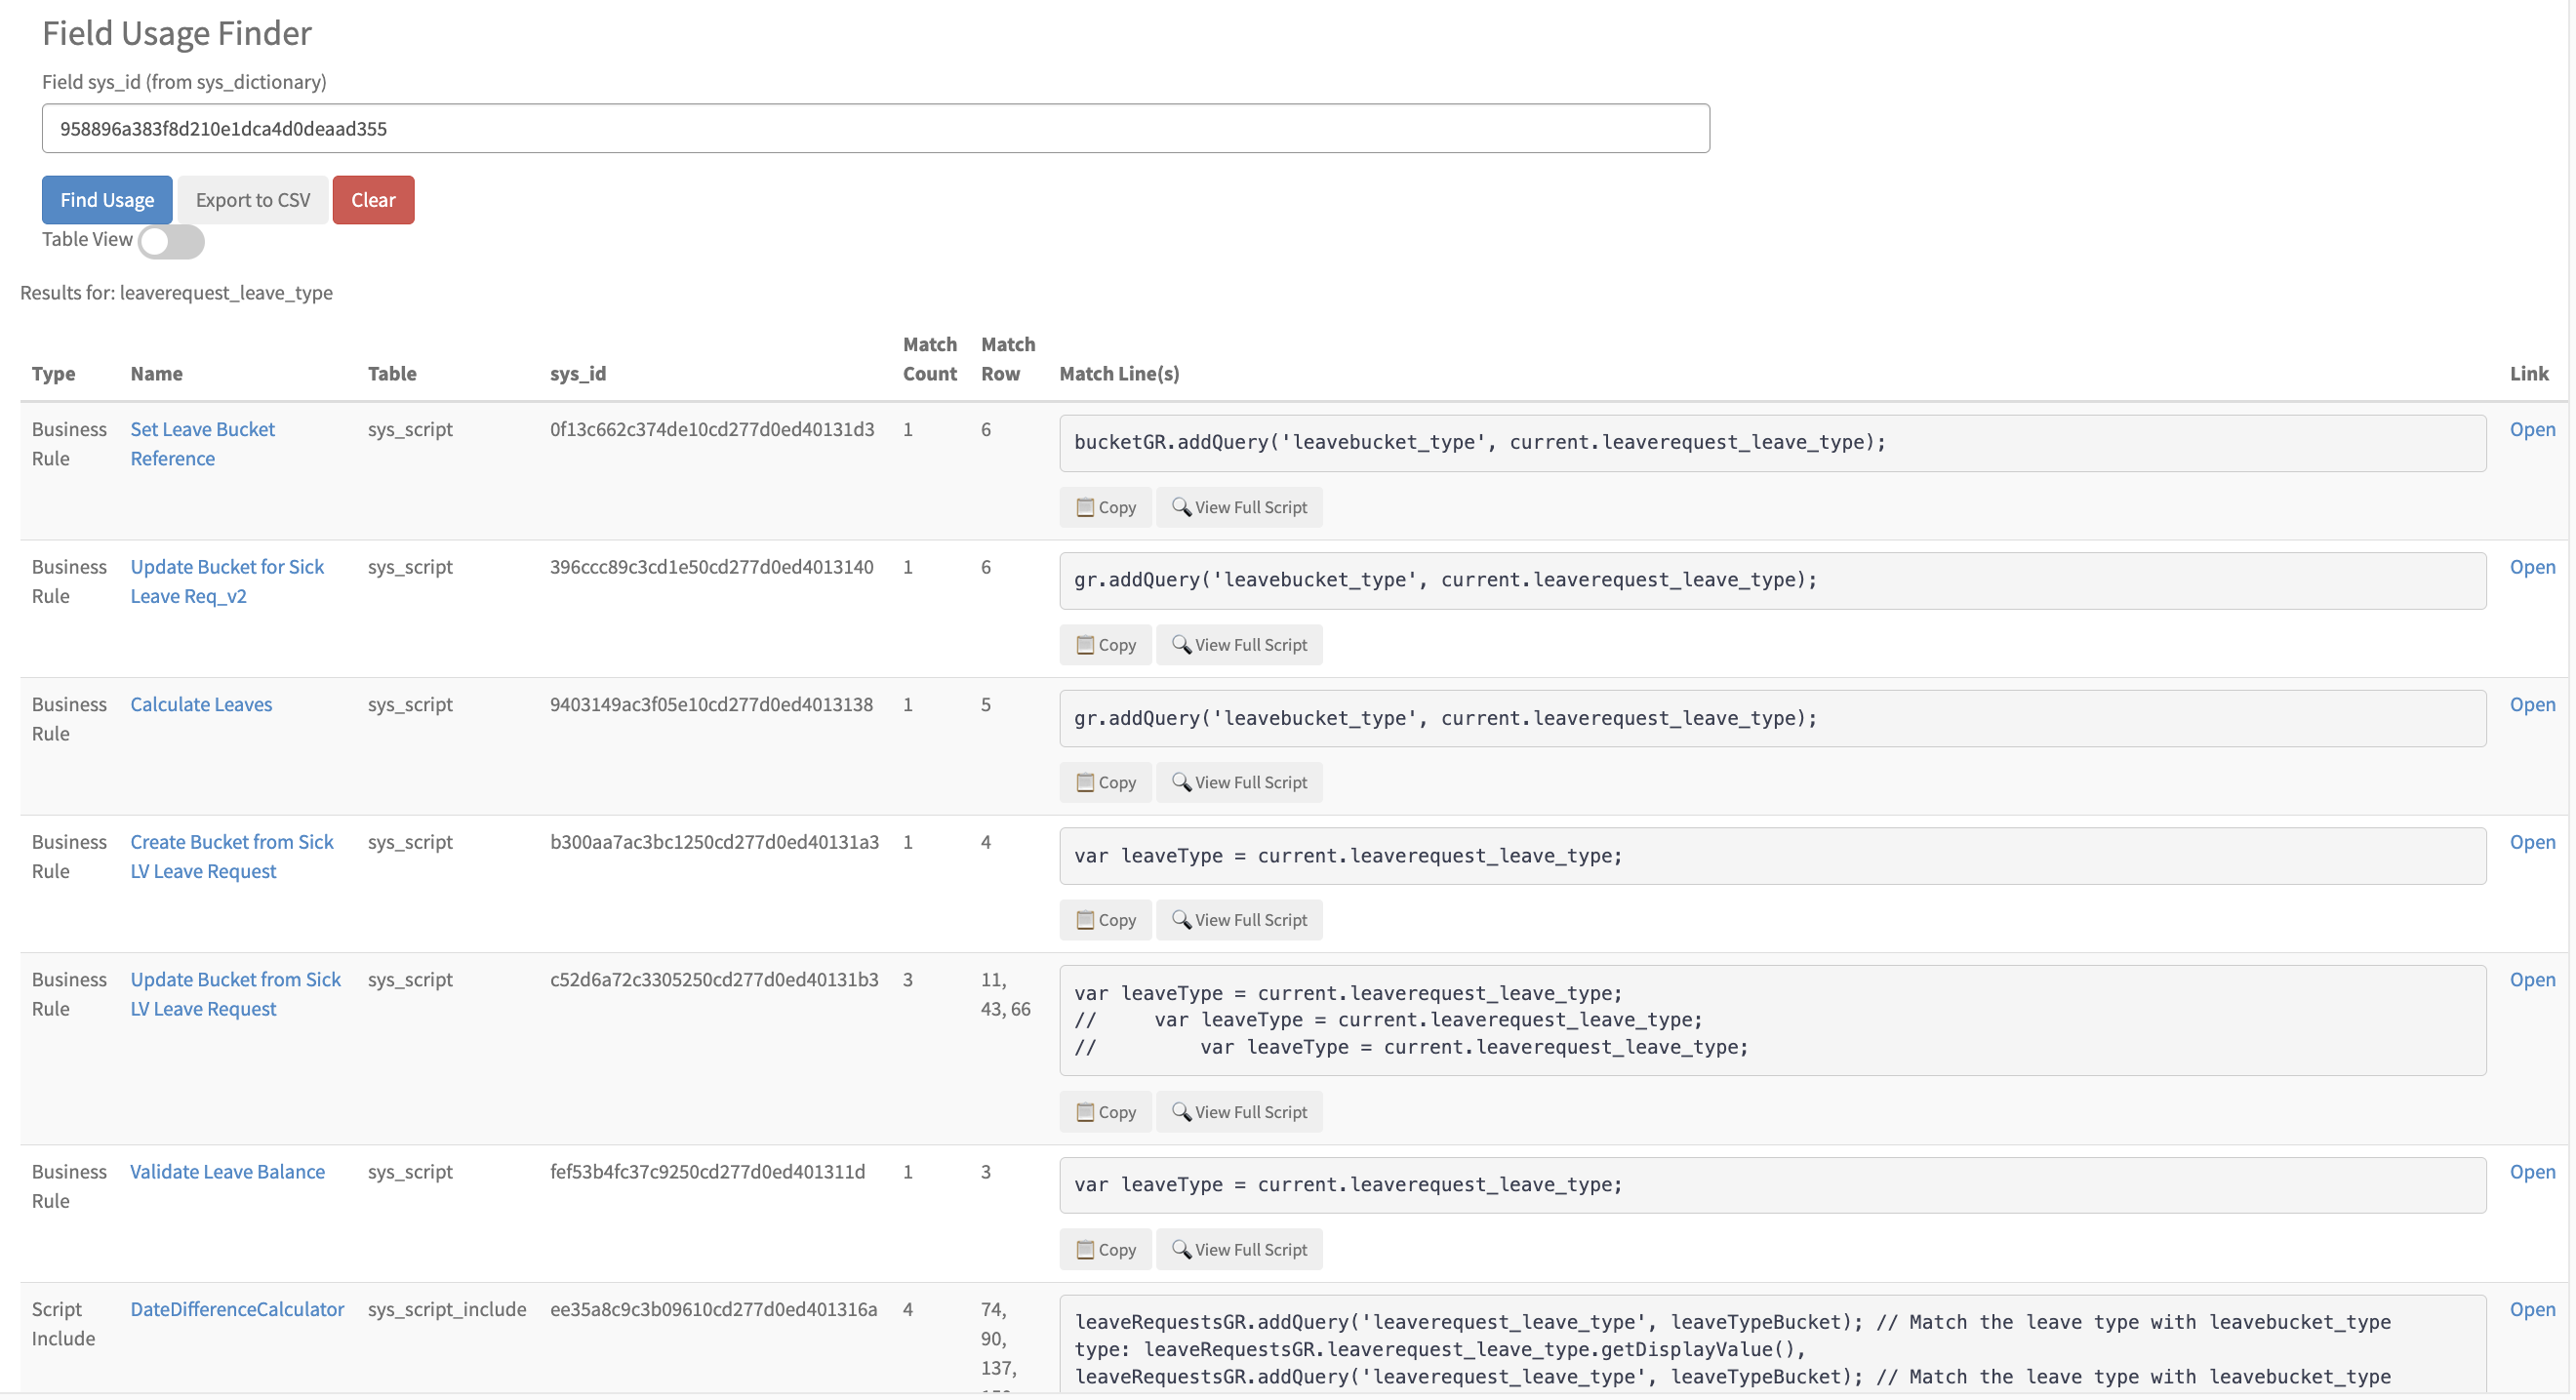 Field Usage Finder
Field sys_id (from sys_dictionary)
958896a383f8d210e1dca4d0deaad355
Find Usage Export to CSV Clear
Table View
Results for: leaverequest_leave_type
Type Name Table sys_id Match Count Match Row Match Line(s) Link
Business Rule Set Leave Bucket Reference sys_script 0f13c662c374de10cd277d0ed40131d3 1 6 bucketGR.addQuery('leavebucket_type', current.leaverequest_leave_type); Open
Copy View Full Script
Business Rule Update Bucket for Sick Leave Req_v2 sys_script 396ccc89c3cd1e50cd277d0ed4013140 1 6 gr.addQuery('leavebucket_type', current.leaverequest_leave_type); Open
Copy View Full Script
Business Rule Calculate Leaves sys_script 9403149ac3f05e10cd277d0ed4013138 1 5 gr.addQuery('leavebucket_type', current.leaverequest_leave_type); Open
Copy View Full Script
Business Rule Create Bucket from Sick LV Leave Request sys_script b300aa7ac3bc1250cd277d0ed40131a3 1 4 var leaveType = current.leaverequest_leave_type; Open
Copy View Full Script
Business Rule Update Bucket from Sick LV Leave Request sys_script c52d6a72c3305250cd277d0ed40131b3 3 11, 43, 66 var leaveType = current.leaverequest_leave_type; Open
// var leaveType = current.leaverequest_leave_type;
// var leaveType = current.leaverequest_leave_type;
Copy View Full Script
Business Rule Validate Leave Balance sys_script fef53b4fc37c9250cd277d0ed401311d 1 3 var leaveType = current.leaverequest_leave_type; Open
Copy View Full Script
Script Include DateDifferenceCalculator sys_script_include ee35a8c9c3b09610cd277d0ed401316a 4 74, 90, 137, leaveRequestsGR.addQuery('leaverequest_leave_type', leaveTypeBucket); // Match the leave type with leavebucket_type Open
type: leaveRequestsGR.leaverequest_leave_type.getDisplayValue(),
leaveRequestsGR.addQuery('leaverequest_leave_type', leaveTypeBucket); // Match the leave type with leavebucket_type